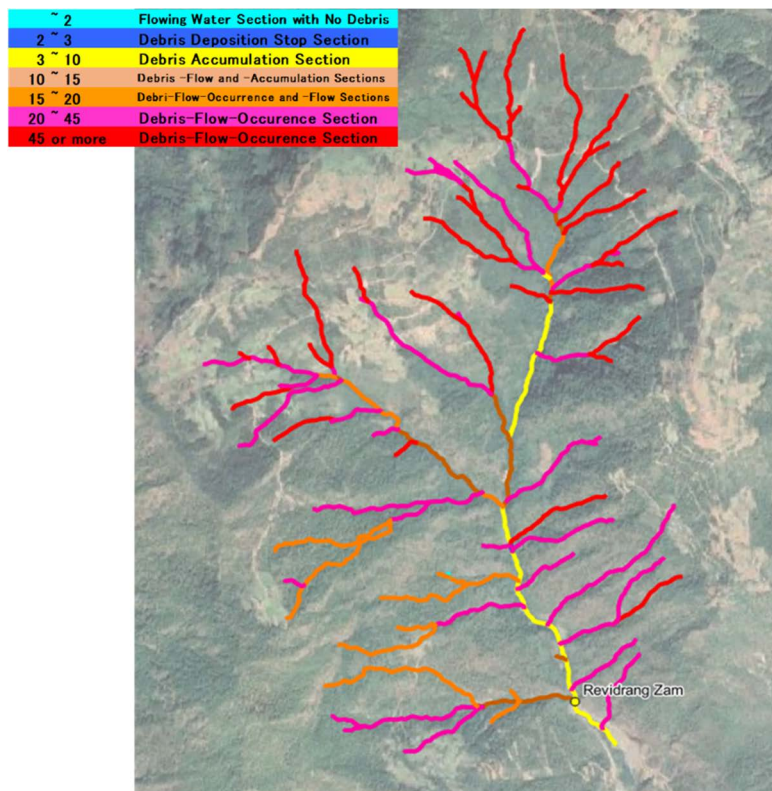 ~ 2 Flowing Water Section with No Debris
2 ~ 3 Debris Deposition Stop Section
3 ~ 10 Debris Accumulation Section
10 ~ 15 Debris -Flow and -Accumulation Sections
15 ~ 20 Debri-Flow-Occurrence and -Flow Sections
20 ~ 45 Debris-Flow-Occurence Section
45 or more Debris-Flow-Occurence Section
Revidrang Zam